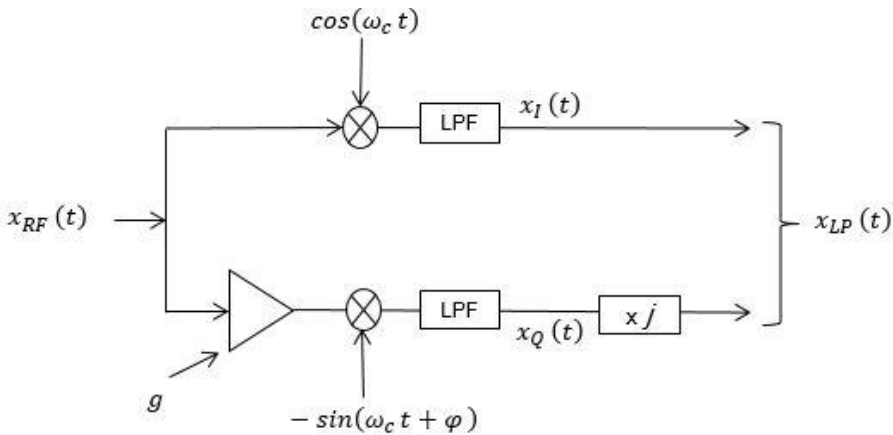 cos(ω_c t)
LPF
x_I (t)
x_RF (t)
x_LP (t)
LPF
x_Q (t)
x j
g
− sin(ω_c t + φ)